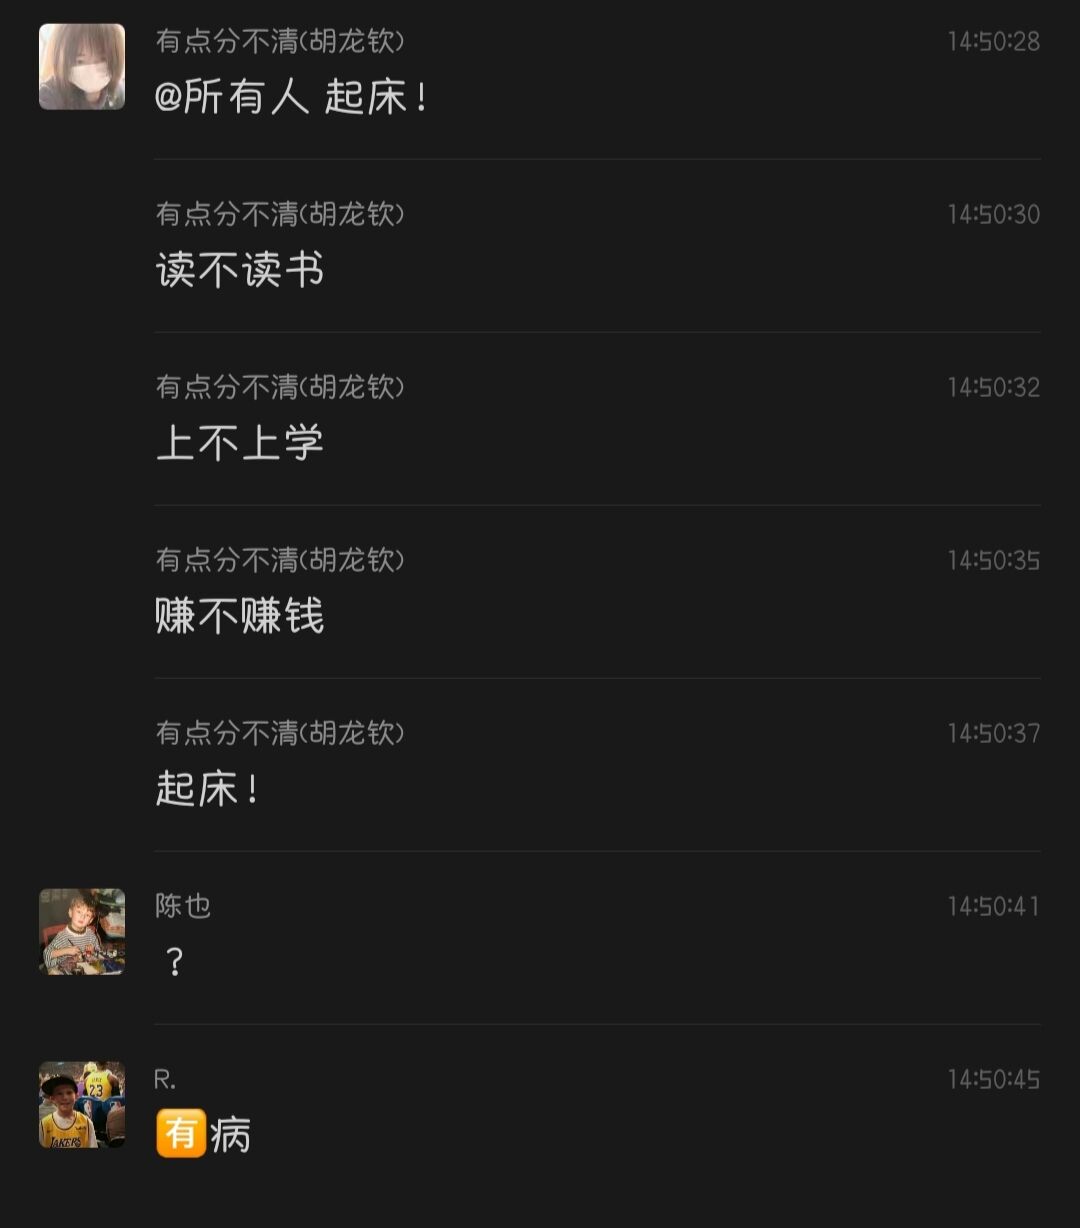 有点分不清(胡龙钦)
14:50:28
@所有人 起床!
有点分不清(胡龙钦)
14:50:30
读不读书
有点分不清(胡龙钦)
14:50:32
上不上学
有点分不清(胡龙钦)
14:50:35
赚不赚钱
有点分不清(胡龙钦)
14:50:37
起床!
陈也
14:50:41
?
R.
14:50:45
🈶病
23
LAKERS